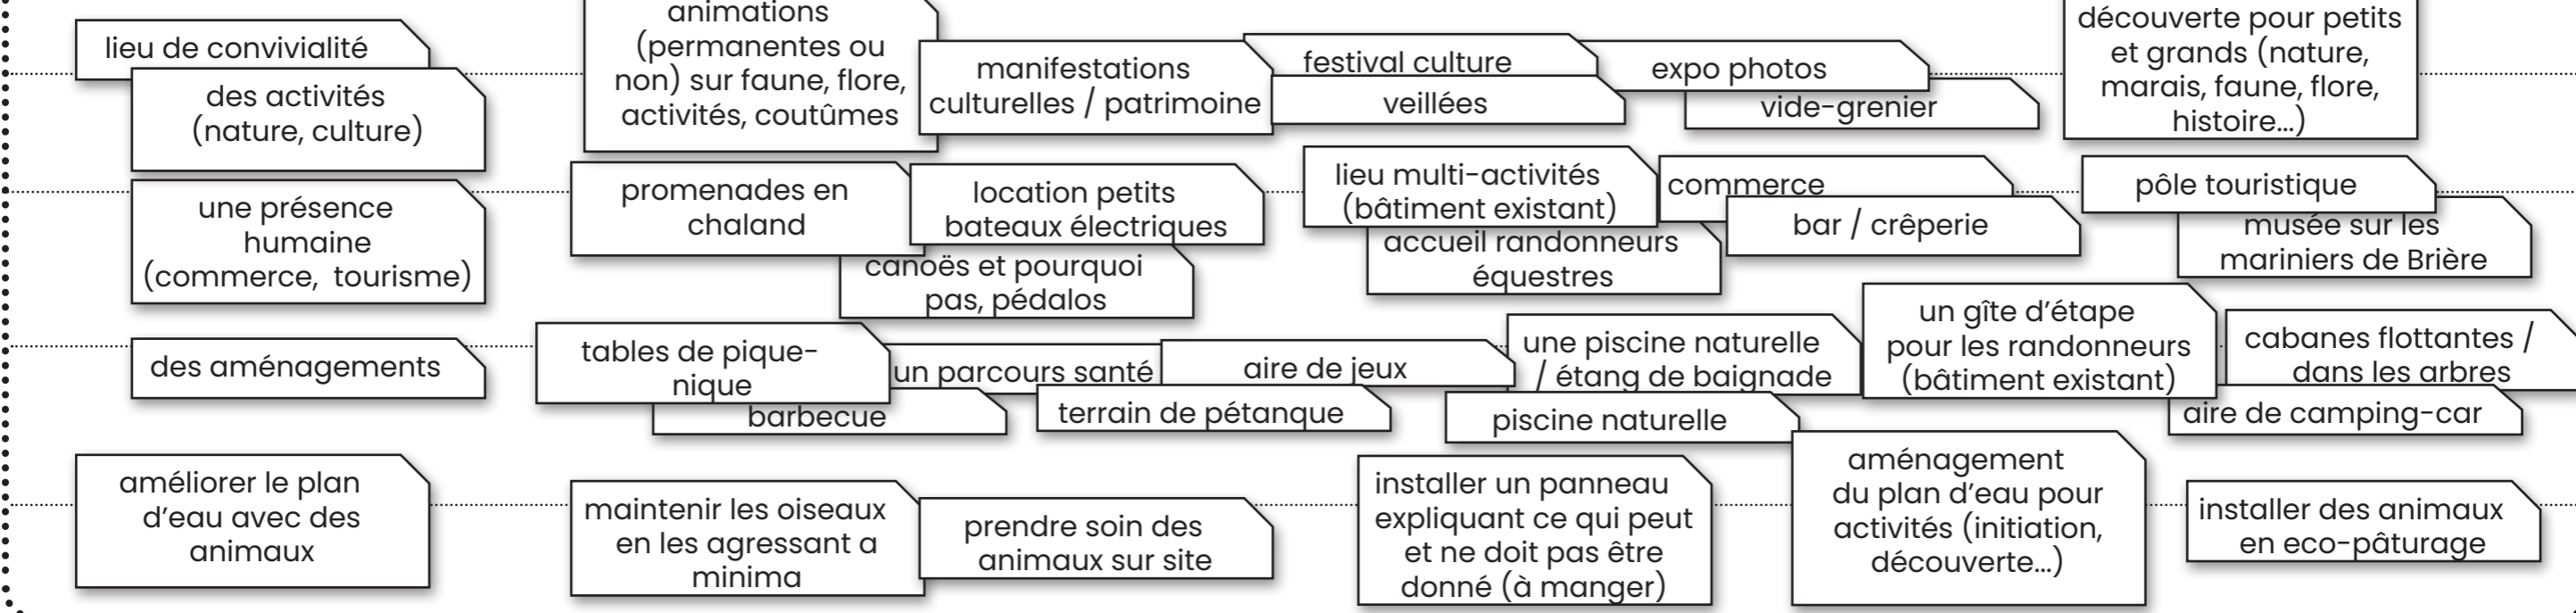 lieu de convivialité
des activités
(nature, culture)
animations
(permanentes ou
non) sur faune, flore,
activités, coutûmes
manifestations
culturelles / patrimoine
festival culture
veillées
expo photos
vide-grenier
découverte pour petits
et grands (nature,
marais, faune, flore,
histoire...)
une présence
humaine
(commerce, tourisme)
promenades en
chaland
location petits
bateaux électriques
canoës et pourquoi
pas, pédalos
lieu multi-activités
(bâtiment existant)
accueil randonneurs
équestres
commerce
bar / crêperie
pôle touristique
musée sur les
mariniers de Brière
des aménagements
tables de pique-
nique
barbecue
un parcours santé
aire de jeux
terrain de pétanque
une piscine naturelle
/ étang de baignade
piscine naturelle
un gîte d’étape
pour les randonneurs
(bâtiment existant)
cabanes flottantes /
dans les arbres
aire de camping-car
améliorer le plan
d’eau avec des
animaux
maintenir les oiseaux
en les agressant a
minima
prendre soin des
animaux sur site
installer un panneau
expliquant ce qui peut
et ne doit pas être
donné (à manger)
aménagement
du plan d’eau pour
activités (initiation,
découverte...)
installer des animaux
en eco-pâturage